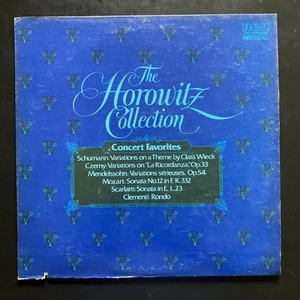 RCA
The
Horowitz
Collection
Concert Favorites
Schumann: Variations on a Theme by Clara Wieck
Czerny: Variations on "La Ricordanza," Op. 33
Mendelssohn: Variations sérieuses, Op. 54
Mozart: Sonata No. 12 in F, K. 332
Scarlatti: Sonata in E, L. 23
Clementi: Rondo